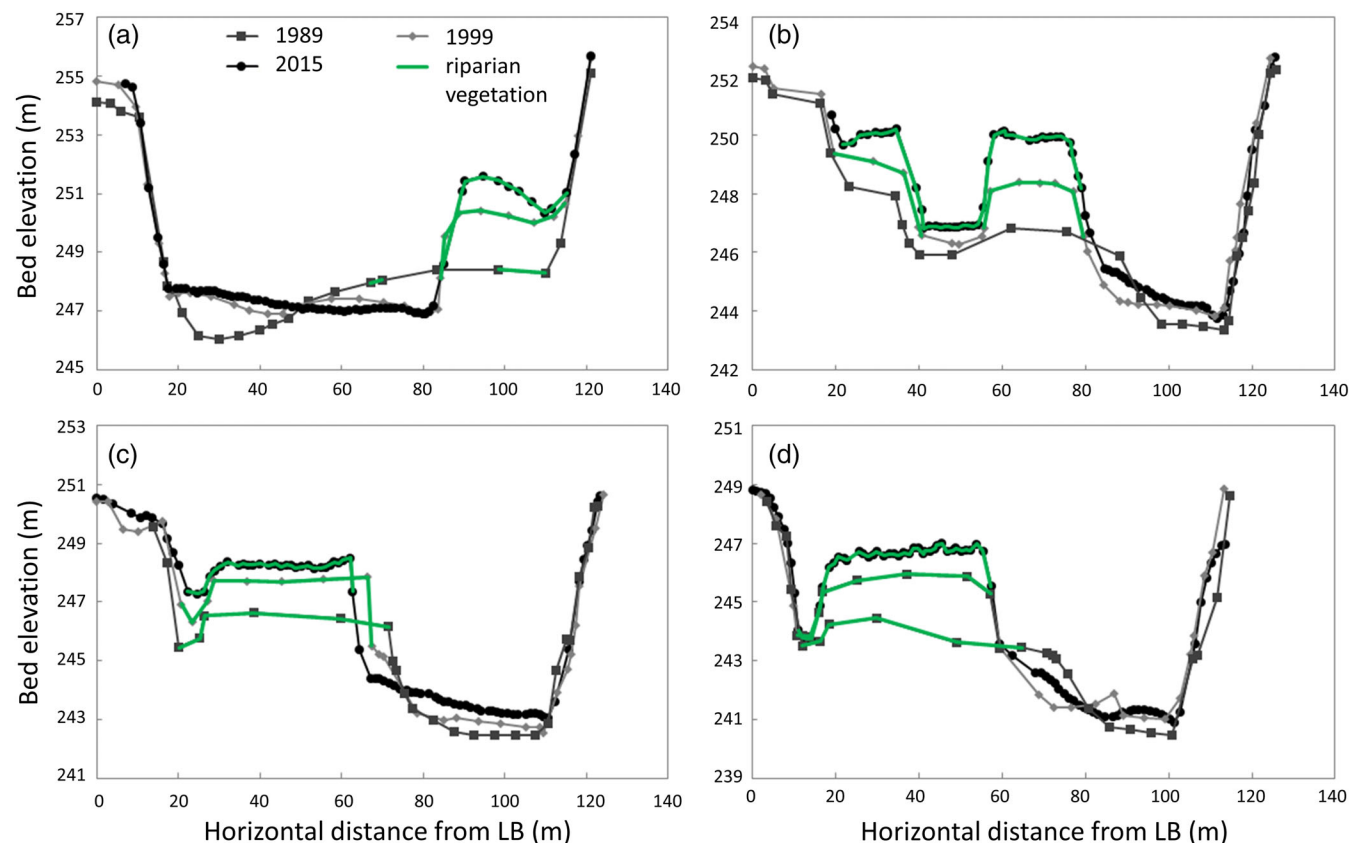 257
255
253
251
249
247
245
(a)
1989
1999
2015
riparian
vegetation
0 20 40 60 80 100 120 140
Bed elevation (m)
254
252
250
248
246
244
242
(b)
0 20 40 60 80 100 120 140
253
251
249
247
245
243
241
(c)
0 20 40 60 80 100 120 140
Bed elevation (m)
Horizontal distance from LB (m)
251
249
247
245
243
241
239
(d)
0 20 40 60 80 100 120 140
Horizontal distance from LB (m)